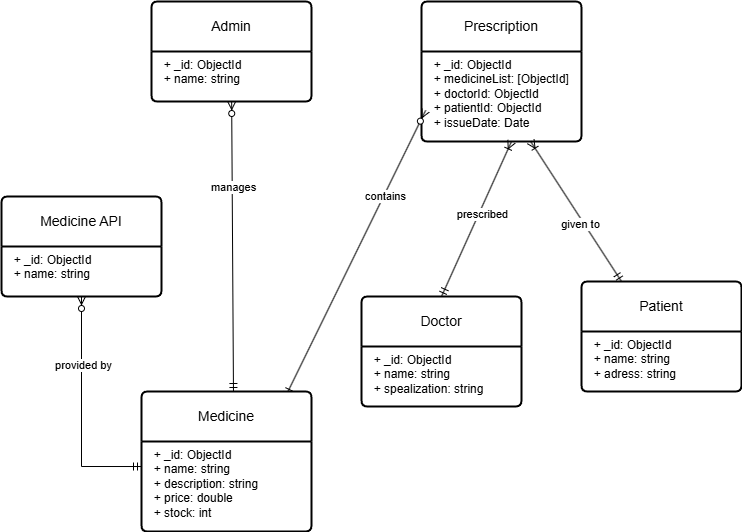 Admin
+ _id: ObjectId
+ name: string
Prescription
+ _id: ObjectId
+ medicineList: [ObjectId]
+ doctorId: ObjectId
+ patientId: ObjectId
+ issueDate: Date
manages
contains
Medicine API
+ _id: ObjectId
+ name: string
prescribed
given to
Doctor
+ _id: ObjectId
+ name: string
+ spealization: string
Patient
+ _id: ObjectId
+ name: string
+ adress: string
provided by
Medicine
+ _id: ObjectId
+ name: string
+ description: string
+ price: double
+ stock: int